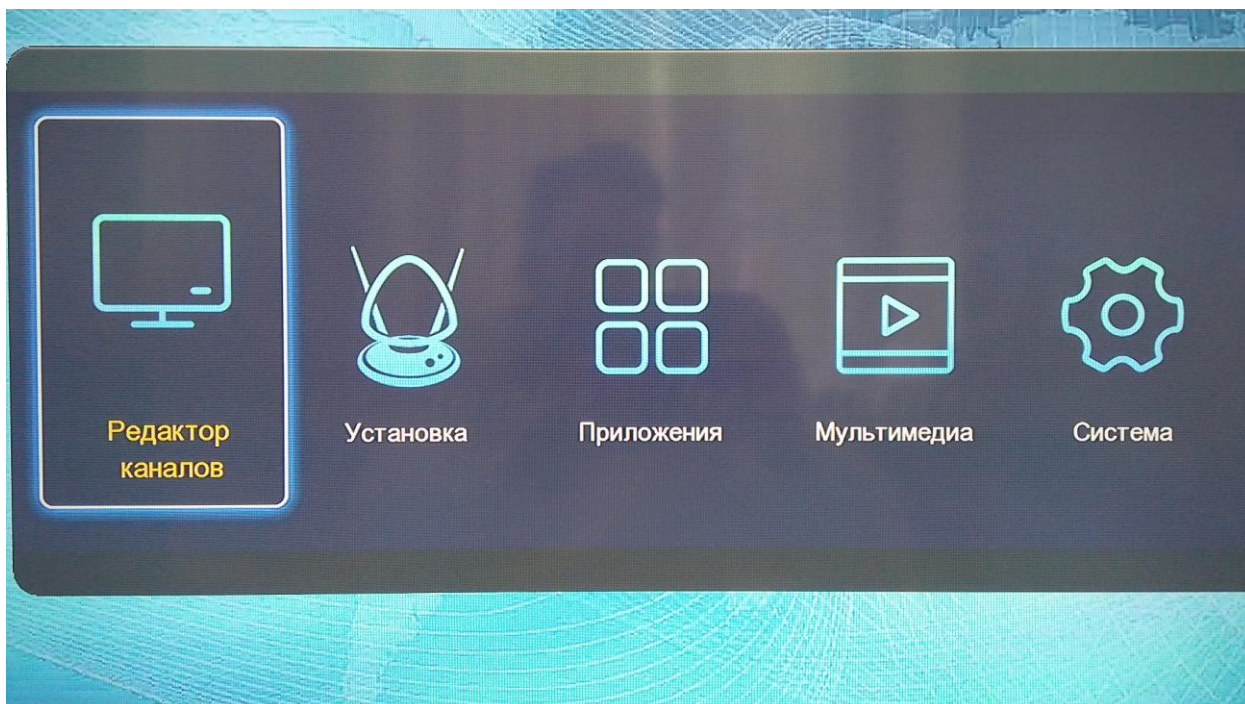 Редактор
каналов
Установка
Приложения
Мультимедиа
Система